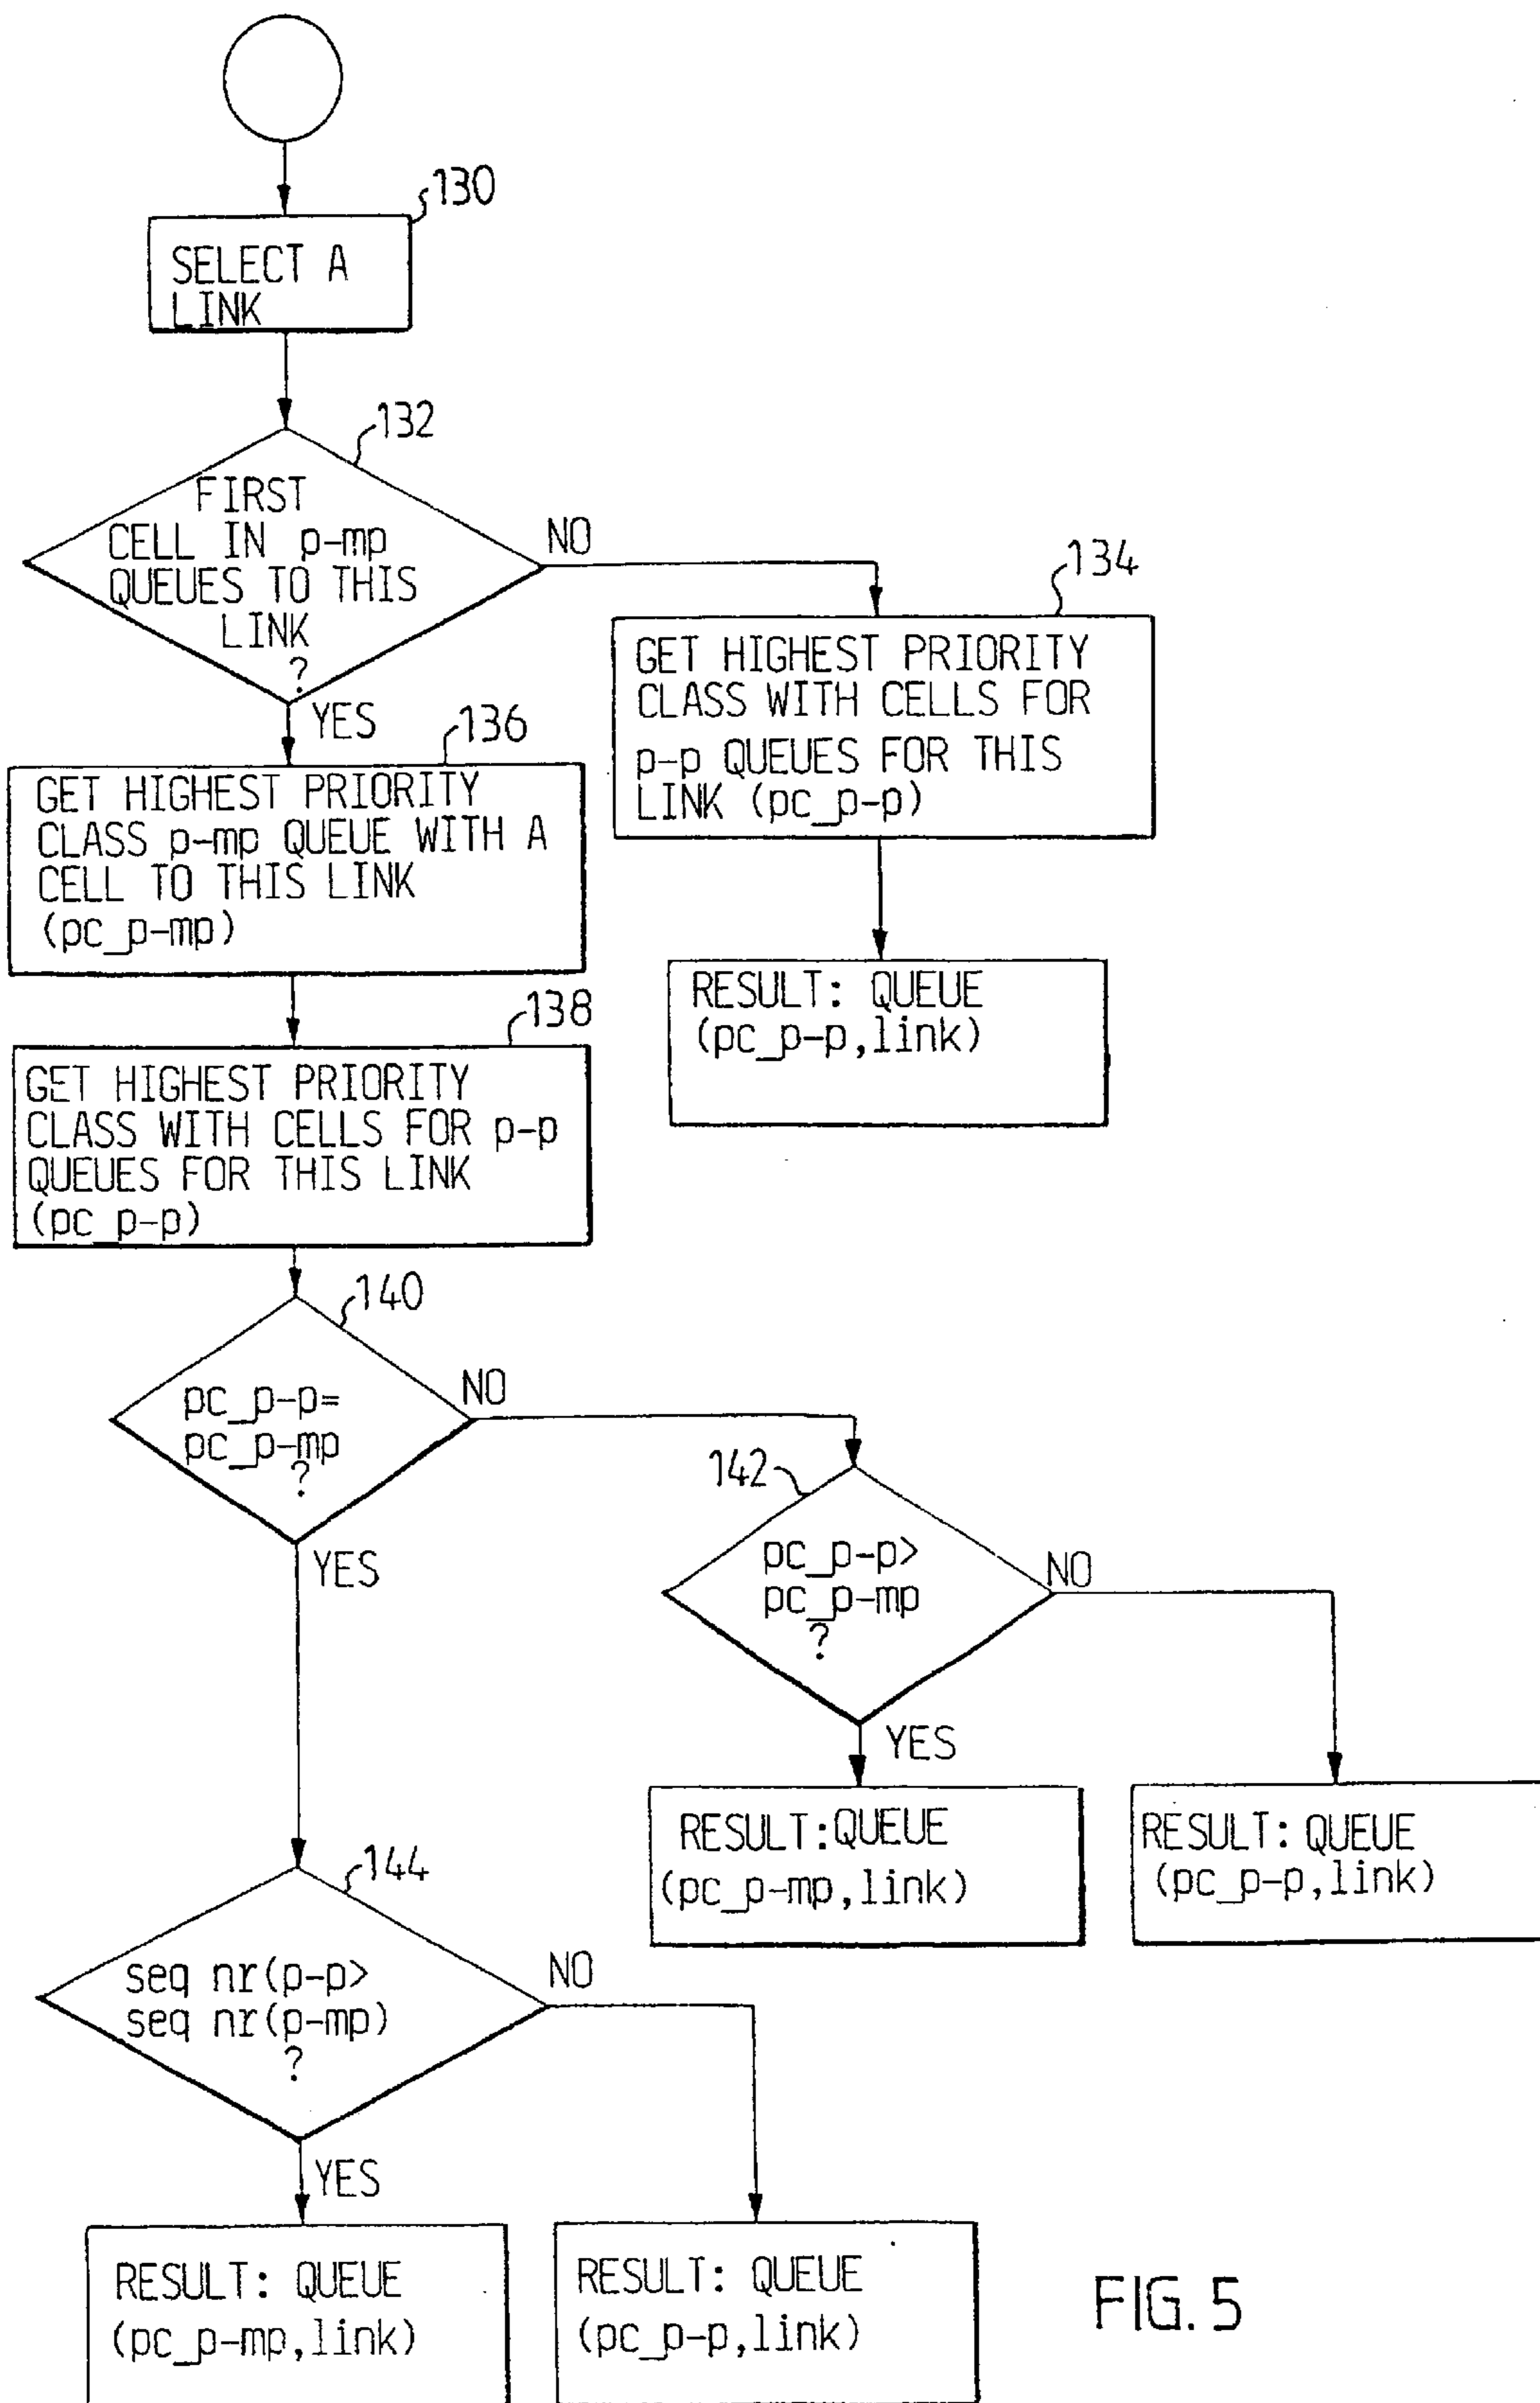 130
SELECT A
LINK
132
FIRST
CELL IN p-mp
QUEUES TO THIS
LINK
?
NO
YES
134
GET HIGHEST PRIORITY
CLASS WITH CELLS FOR
p-p QUEUES FOR THIS
LINK (pc_p-p)
136
GET HIGHEST PRIORITY
CLASS p-mp QUEUE WITH A
CELL TO THIS LINK
(pc_p-mp)
RESULT: QUEUE
(pc_p-p,link)
138
GET HIGHEST PRIORITY
CLASS WITH CELLS FOR p-p
QUEUES FOR THIS LINK
(pc_p-p)
140
pc_p-p=
pc_p-mp
?
NO
YES
142
pc_p-p>
pc_p-mp
?
NO
YES
RESULT:QUEUE
(pc_p-mp,link)
RESULT: QUEUE
(pc_p-p,link)
144
seq nr(p-p>
seq nr(p-mp)
?
NO
YES
RESULT: QUEUE
(pc_p-mp,link)
RESULT: QUEUE
(pc_p-p,link)
FIG. 5